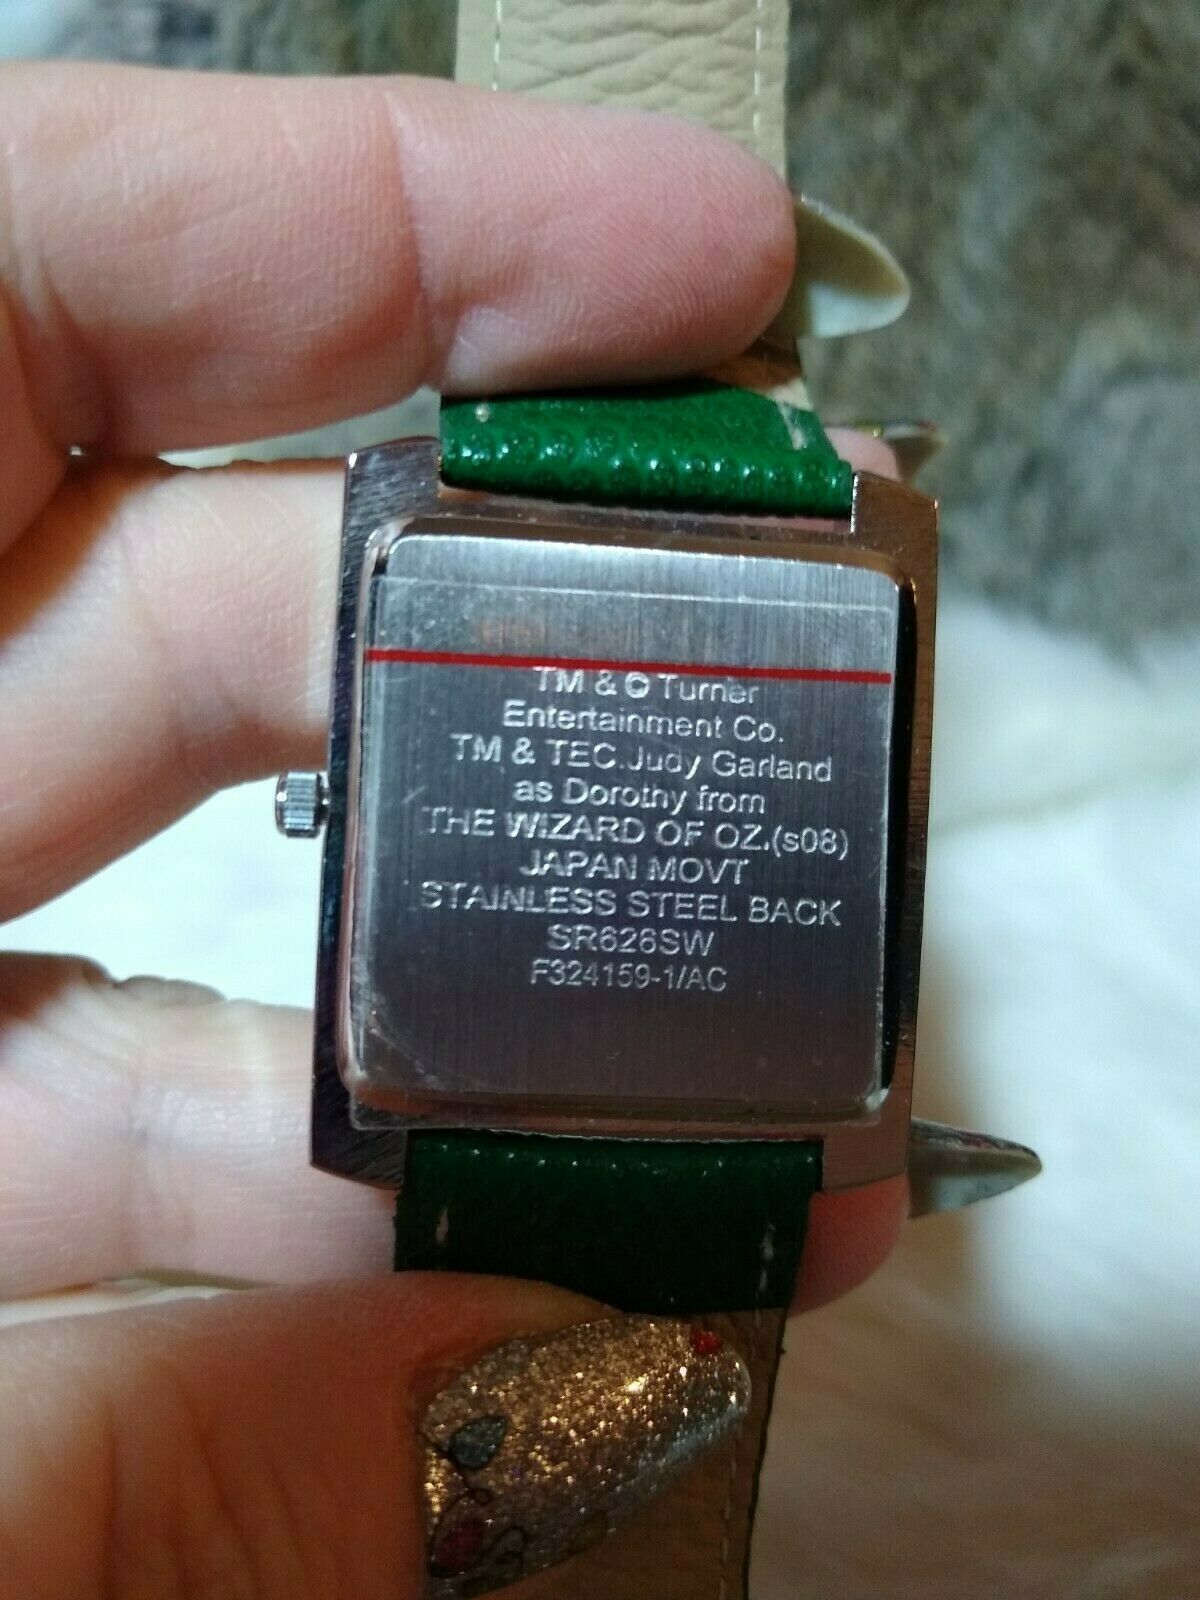 TM & © Turner
Entertainment Co.
TM & TEC.Judy Garland
as Dorothy from
THE WIZARD OF OZ.(s08)
JAPAN MOVT
STAINLESS STEEL BACK
SR626SW
F324159-1/AC